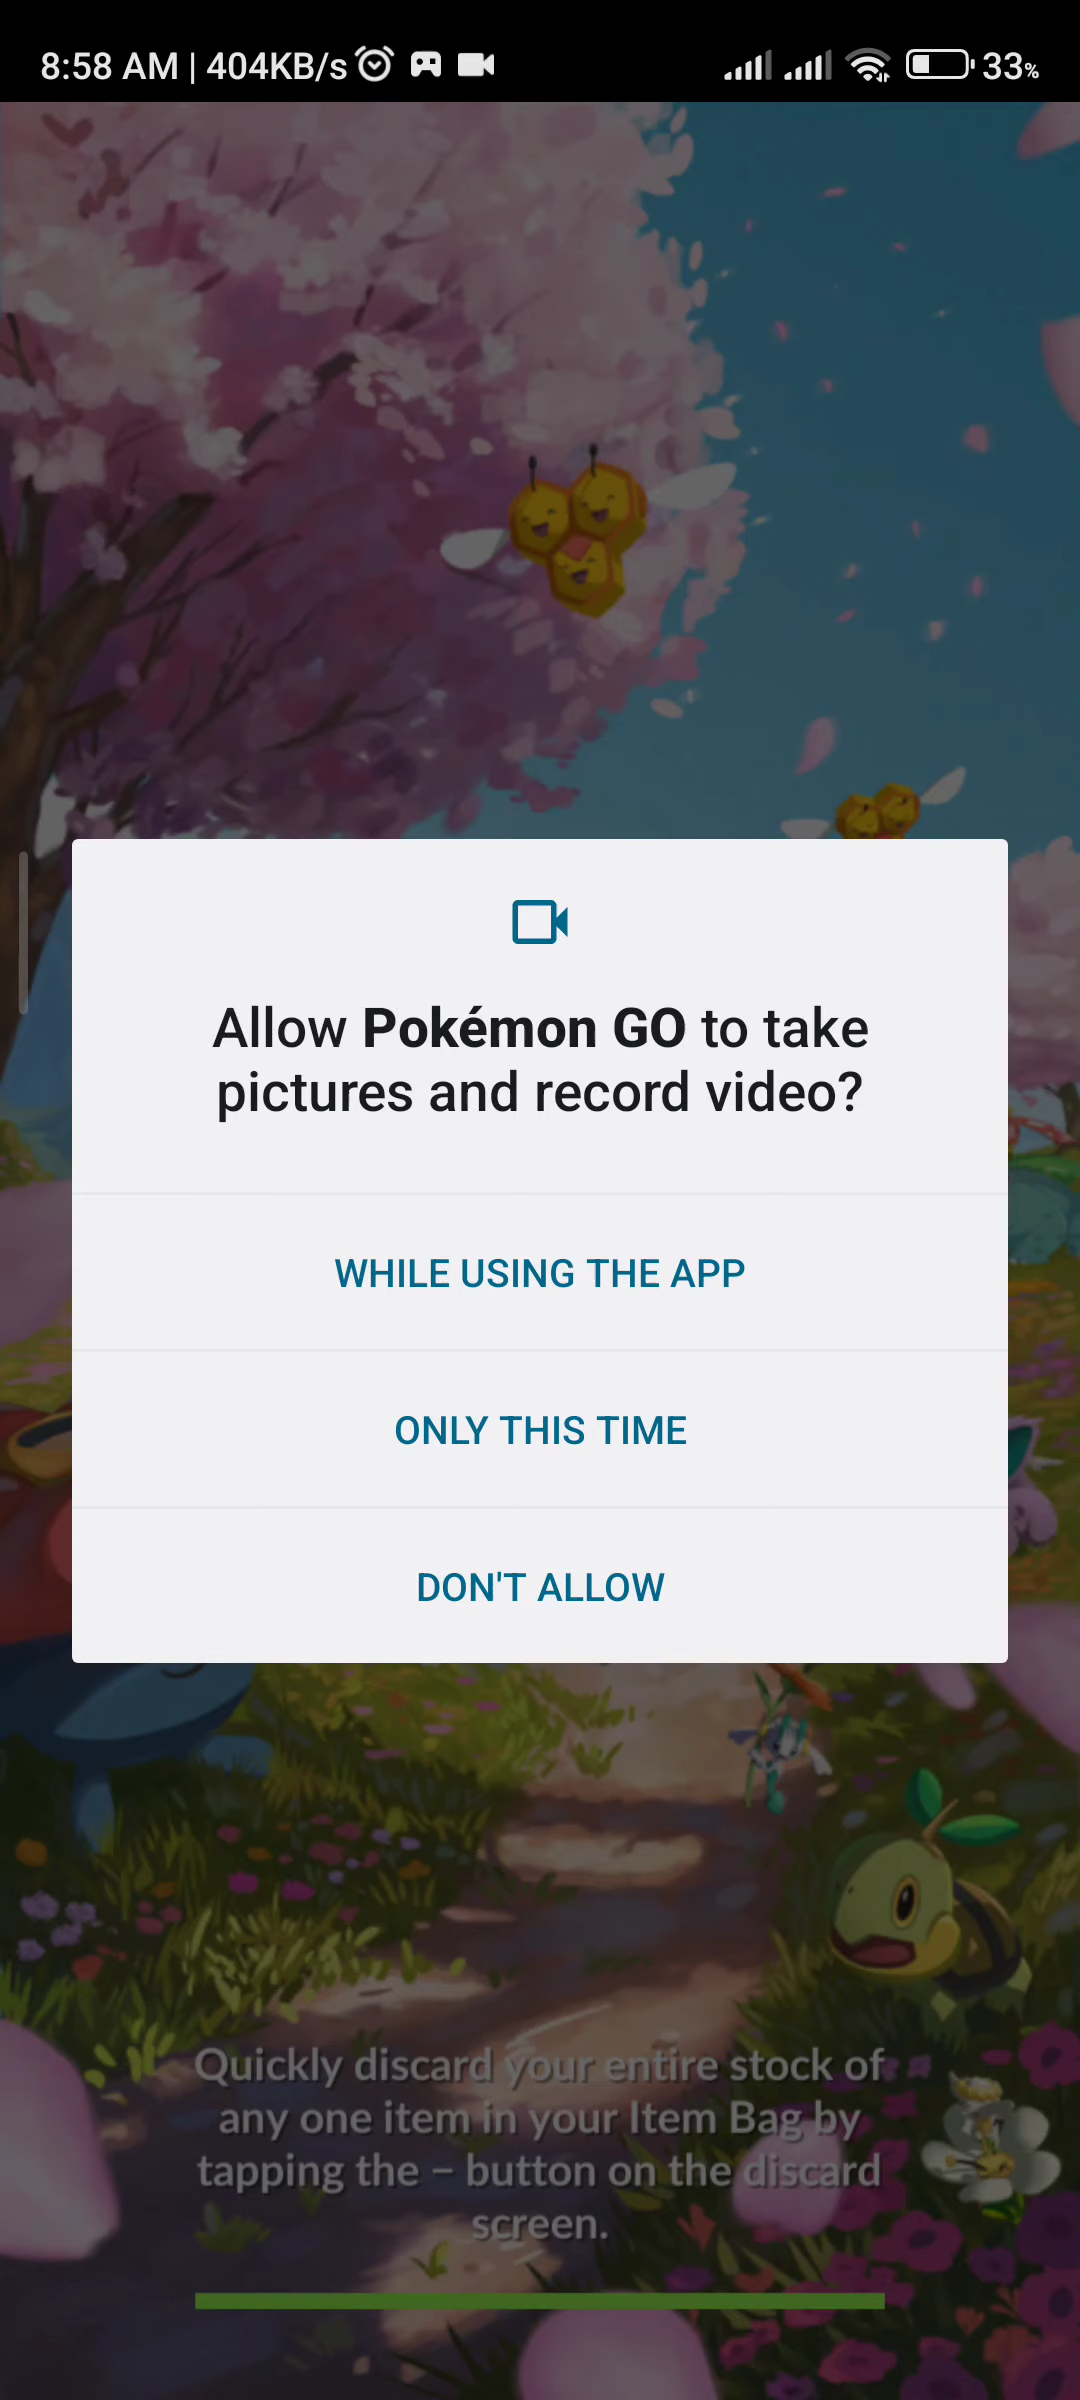 8:58 AM | 404KB/s 33%
Allow Pokémon GO to take
pictures and record video?
WHILE USING THE APP
ONLY THIS TIME
DON'T ALLOW
Quickly discard your entire stock of
any one item in your Item Bag by
tapping the – button on the discard
screen.